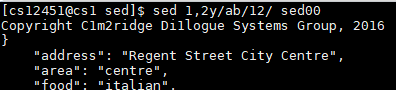 [cs12451@cs1 sed]$ sed 1,2y/ab/12/ sed00
Copyright C1m2ridge Di1logue Systems Group, 2016
}
    "address": "Regent Street City Centre",
    "area": "centre",
    "food": "italian",